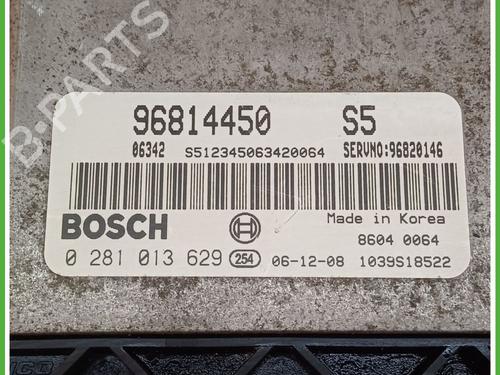 B-PARTS
96814450 S5
06342 S512345063420064 SERVNO:96820146
BOSCH
Made in Korea
8604 0064
0 281 013 629 254 06-12-08 1039S18522